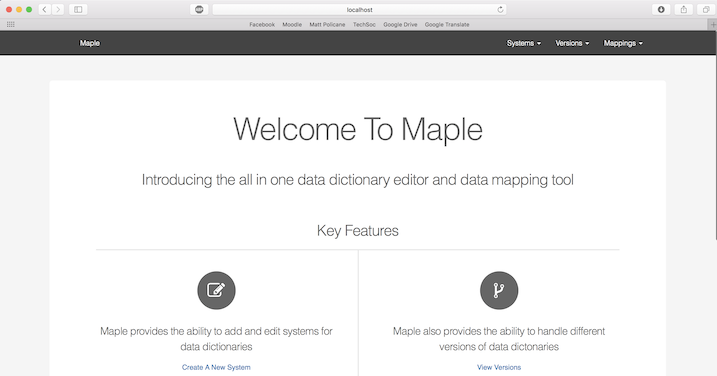 localhost
Facebook Moodle Matt Policane TechSoc Google Drive Google Translate
Maple Systems Versions Mappings
Welcome To Maple
Introducing the all in one data dictionary editor and data mapping tool
Key Features
Maple provides the ability to add and edit systems for
data dictionaries
Create A New System
Maple also provides the ability to handle different
versions of data dictonaries
View Versions